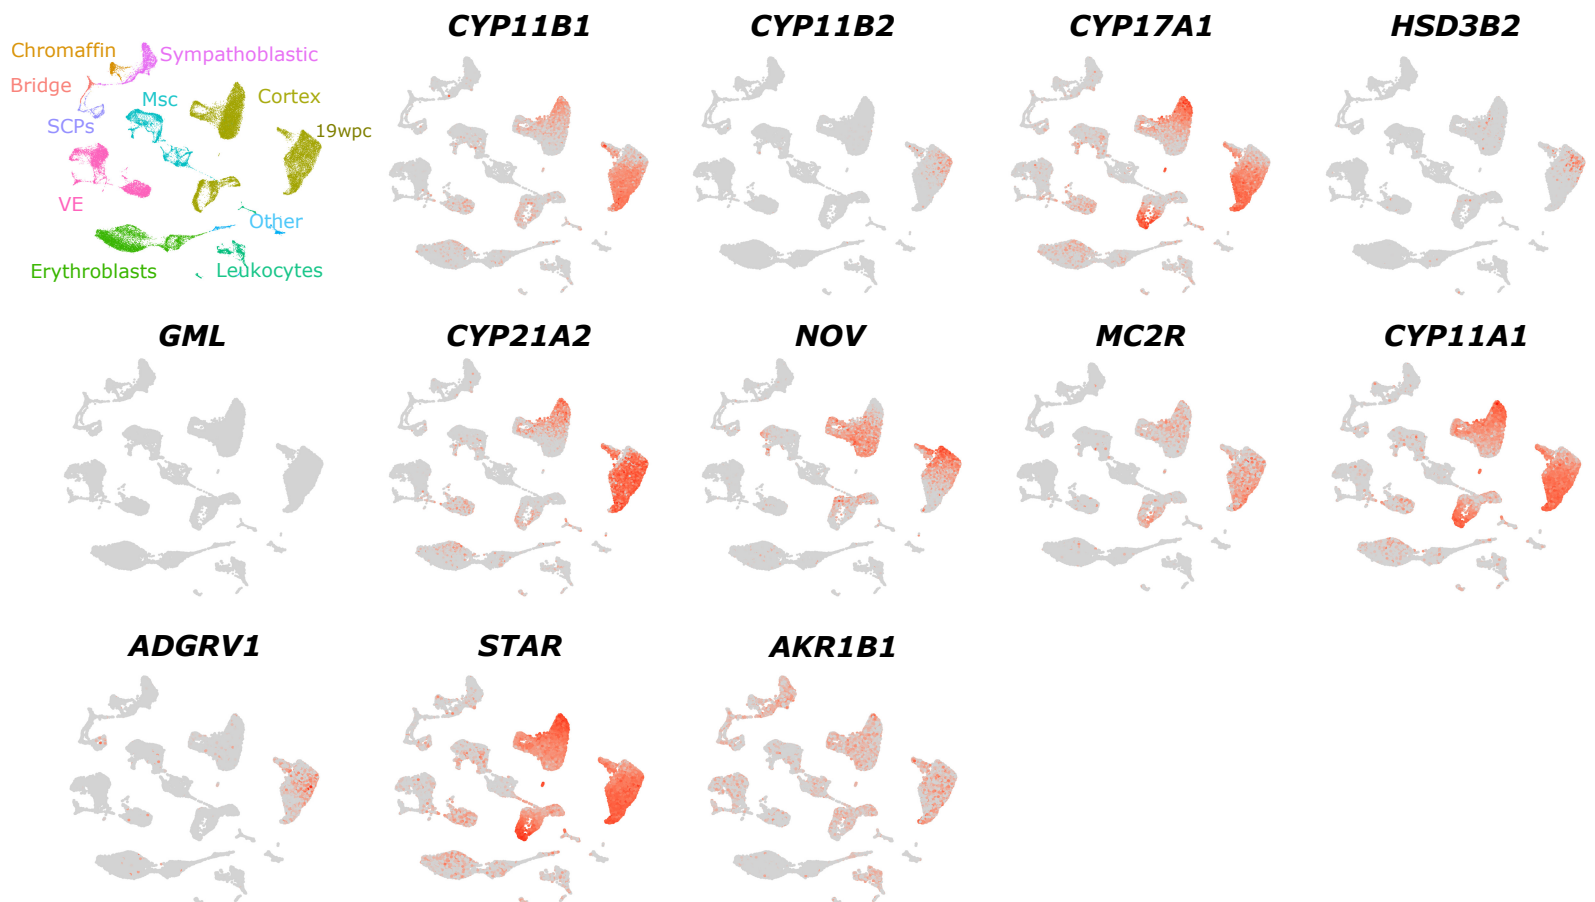 CYP11B1
CYP11B2
CYP17A1
HSD3B2
Chromaffin
Sympathoblastic
Bridge
Msc
Cortex
SCPs
19wpc
VE
Other
Erythroblasts
Leukocytes
GML
CYP21A2
NOV
MC2R
CYP11A1
ADGRV1
STAR
AKR1B1